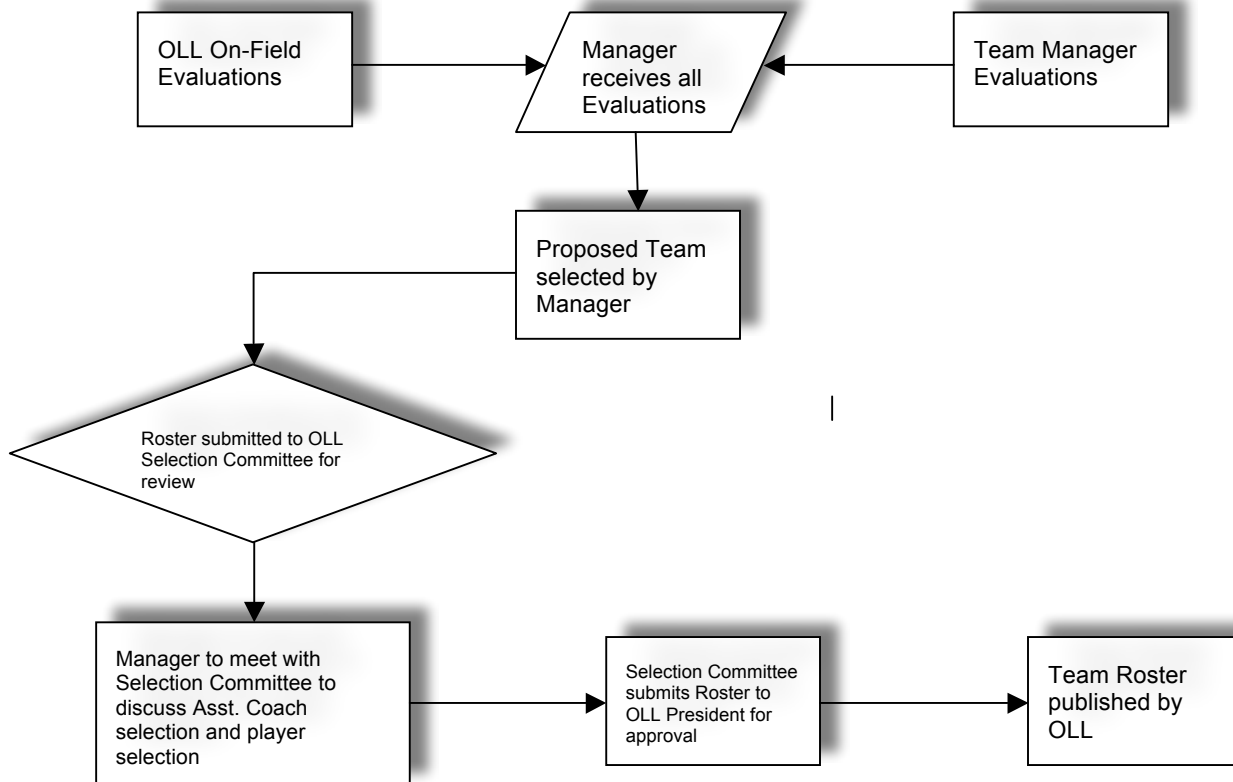 OLL On-Field
Evaluations
Manager
receives all
Evaluations
Team Manager
Evaluations
Proposed Team
selected by
Manager
Roster submitted to OLL
Selection Committee for
review
Manager to meet with
Selection Committee to
discuss Asst. Coach
selection and player
selection
Selection Committee
submits Roster to
OLL President for
approval
Team Roster
published by
OLL